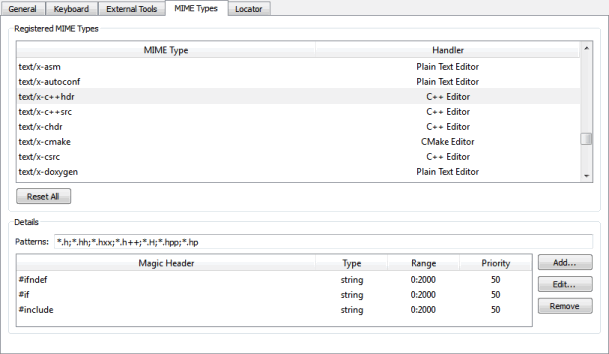 General Keyboard External Tools MIME Types Locator
Registered MIME Types
MIME Type Handler
text/x-asm Plain Text Editor
text/x-autoconf Plain Text Editor
text/x-c++hdr C++ Editor
text/x-c++src C++ Editor
text/x-chdr C++ Editor
text/x-cmake CMake Editor
text/x-csrc C++ Editor
text/x-doxygen Plain Text Editor
Reset All
Details
Patterns: *.h;*.hh;*.hxx;*.h++;*.H;*.hpp;*.hp
Magic Header Type Range Priority Add...
#ifndef string 0:2000 50
Edit...
#if string 0:2000 50
#include string 0:2000 50 Remove